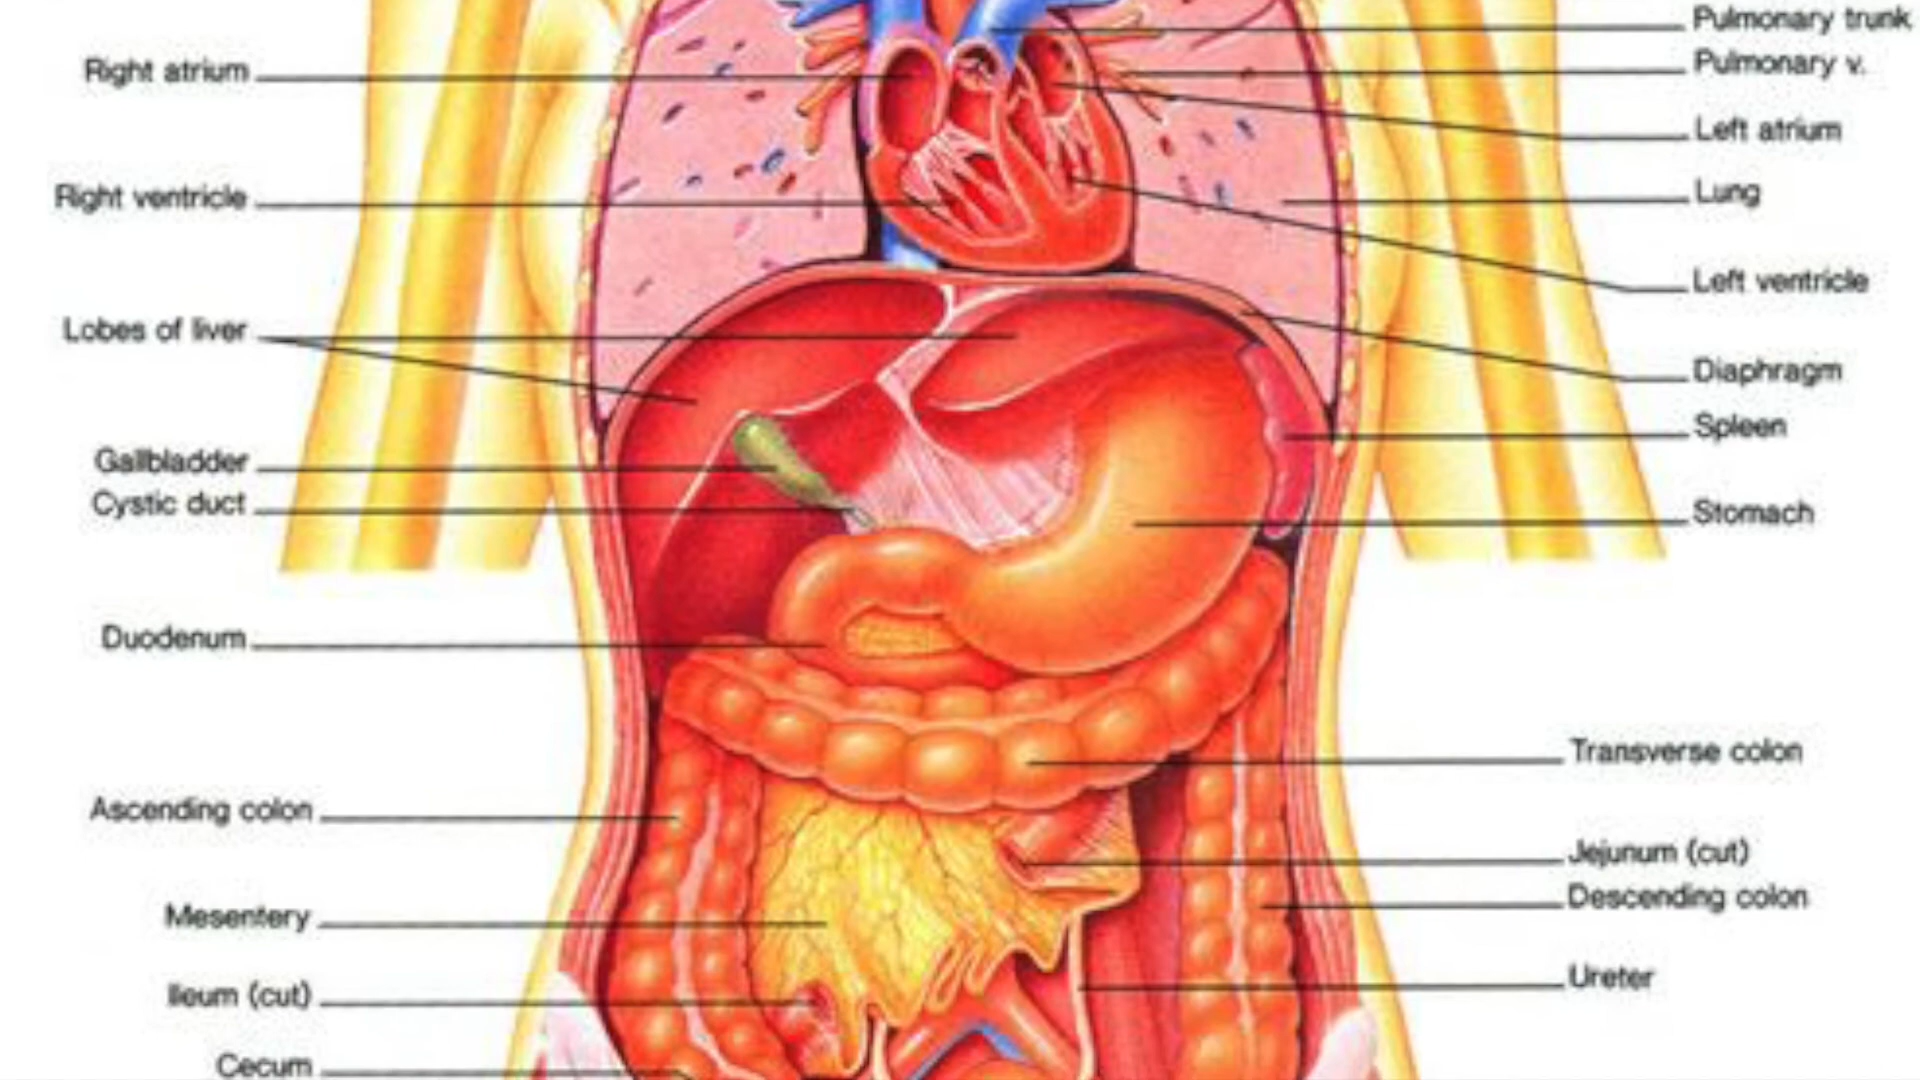 Right atrium
Right ventricle
Lobes of liver
Gallbladder
Cystic duct
Duodenum
Ascending colon
Mesentery
Ileum (cut)
Cecum
Pulmonary trunk
Pulmonary v.
Left atrium
Lung
Left ventricle
Diaphragm
Spleen
Stomach
Transverse colon
Jejunum (cut)
Descending colon
Ureter